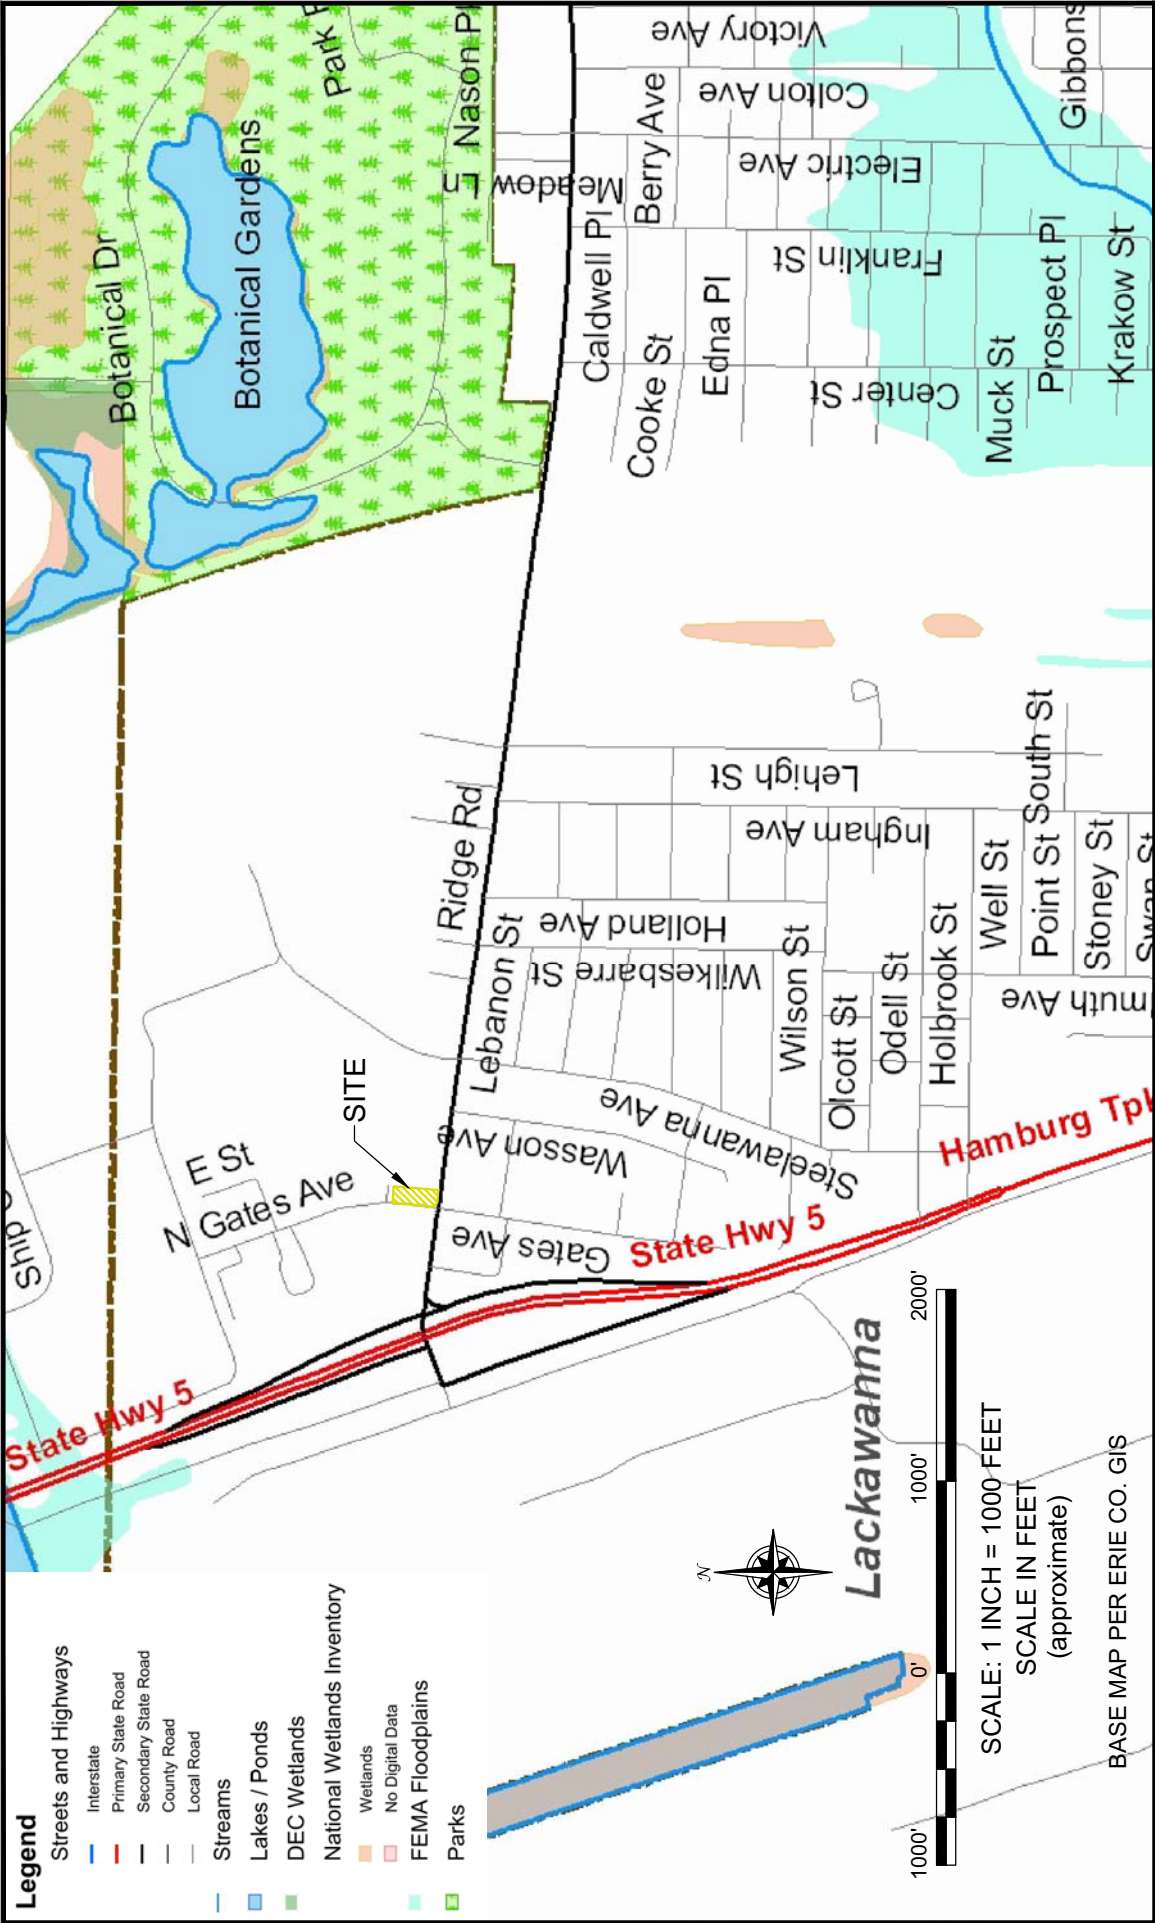 Legend
Streets and Highways
Interstate
Primary State Road
Secondary State Road
County Road
Local Road
Streams
Lakes / Ponds
DEC Wetlands
National Wetlands Inventory
Wetlands
No Digital Data
FEMA Floodplains
Parks
State Hwy 5
Ship
E St
N Gates Ave
SITE
Botanical Dr
Botanical Gardens
Park
Nason Pl
Meadow Ln
Ridge Rd
Lebanon St
Wasson Ave
Gates Ave
Steelawanna Ave
Wilkesbarre St
Holland Ave
Ingham Ave
Lehigh St
Wilson St
Olcott St
Odell St
Holbrook St
Well St
Point St
South St
Stoney St
Swan St
muth Ave
State Hwy 5
Hamburg Tpk
Caldwell Pl
Berry Ave
Cooke St
Edna Pl
Victory Ave
Colton Ave
Electric Ave
Franklin St
Center St
Muck St
Prospect Pl
Krakow St
Gibbons
Lackawanna
N
1000' 0' 1000' 2000'
SCALE: 1 INCH = 1000 FEET
SCALE IN FEET
(approximate)
BASE MAP PER ERIE CO. GIS